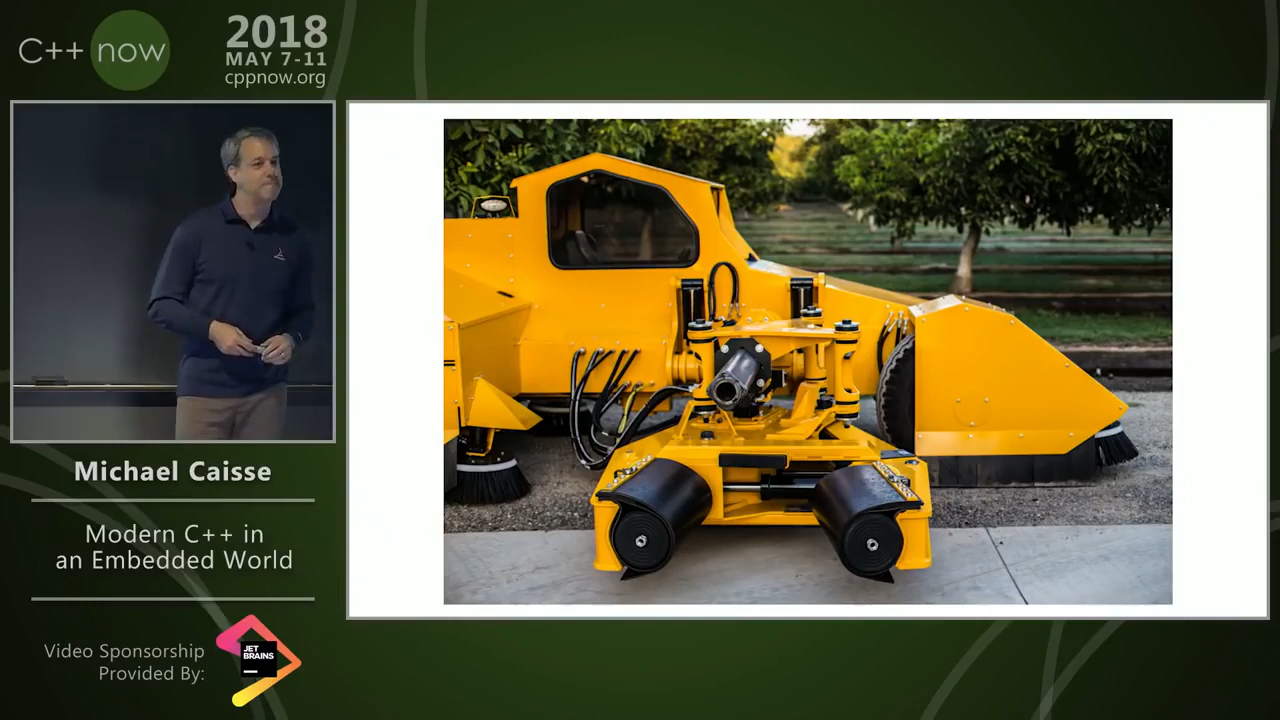 C++ now
2018
MAY 7-11
cppnow.org
Michael Caisse
Modern C++ in
an Embedded World
Video Sponsorship
Provided By:
JET
BRAINS